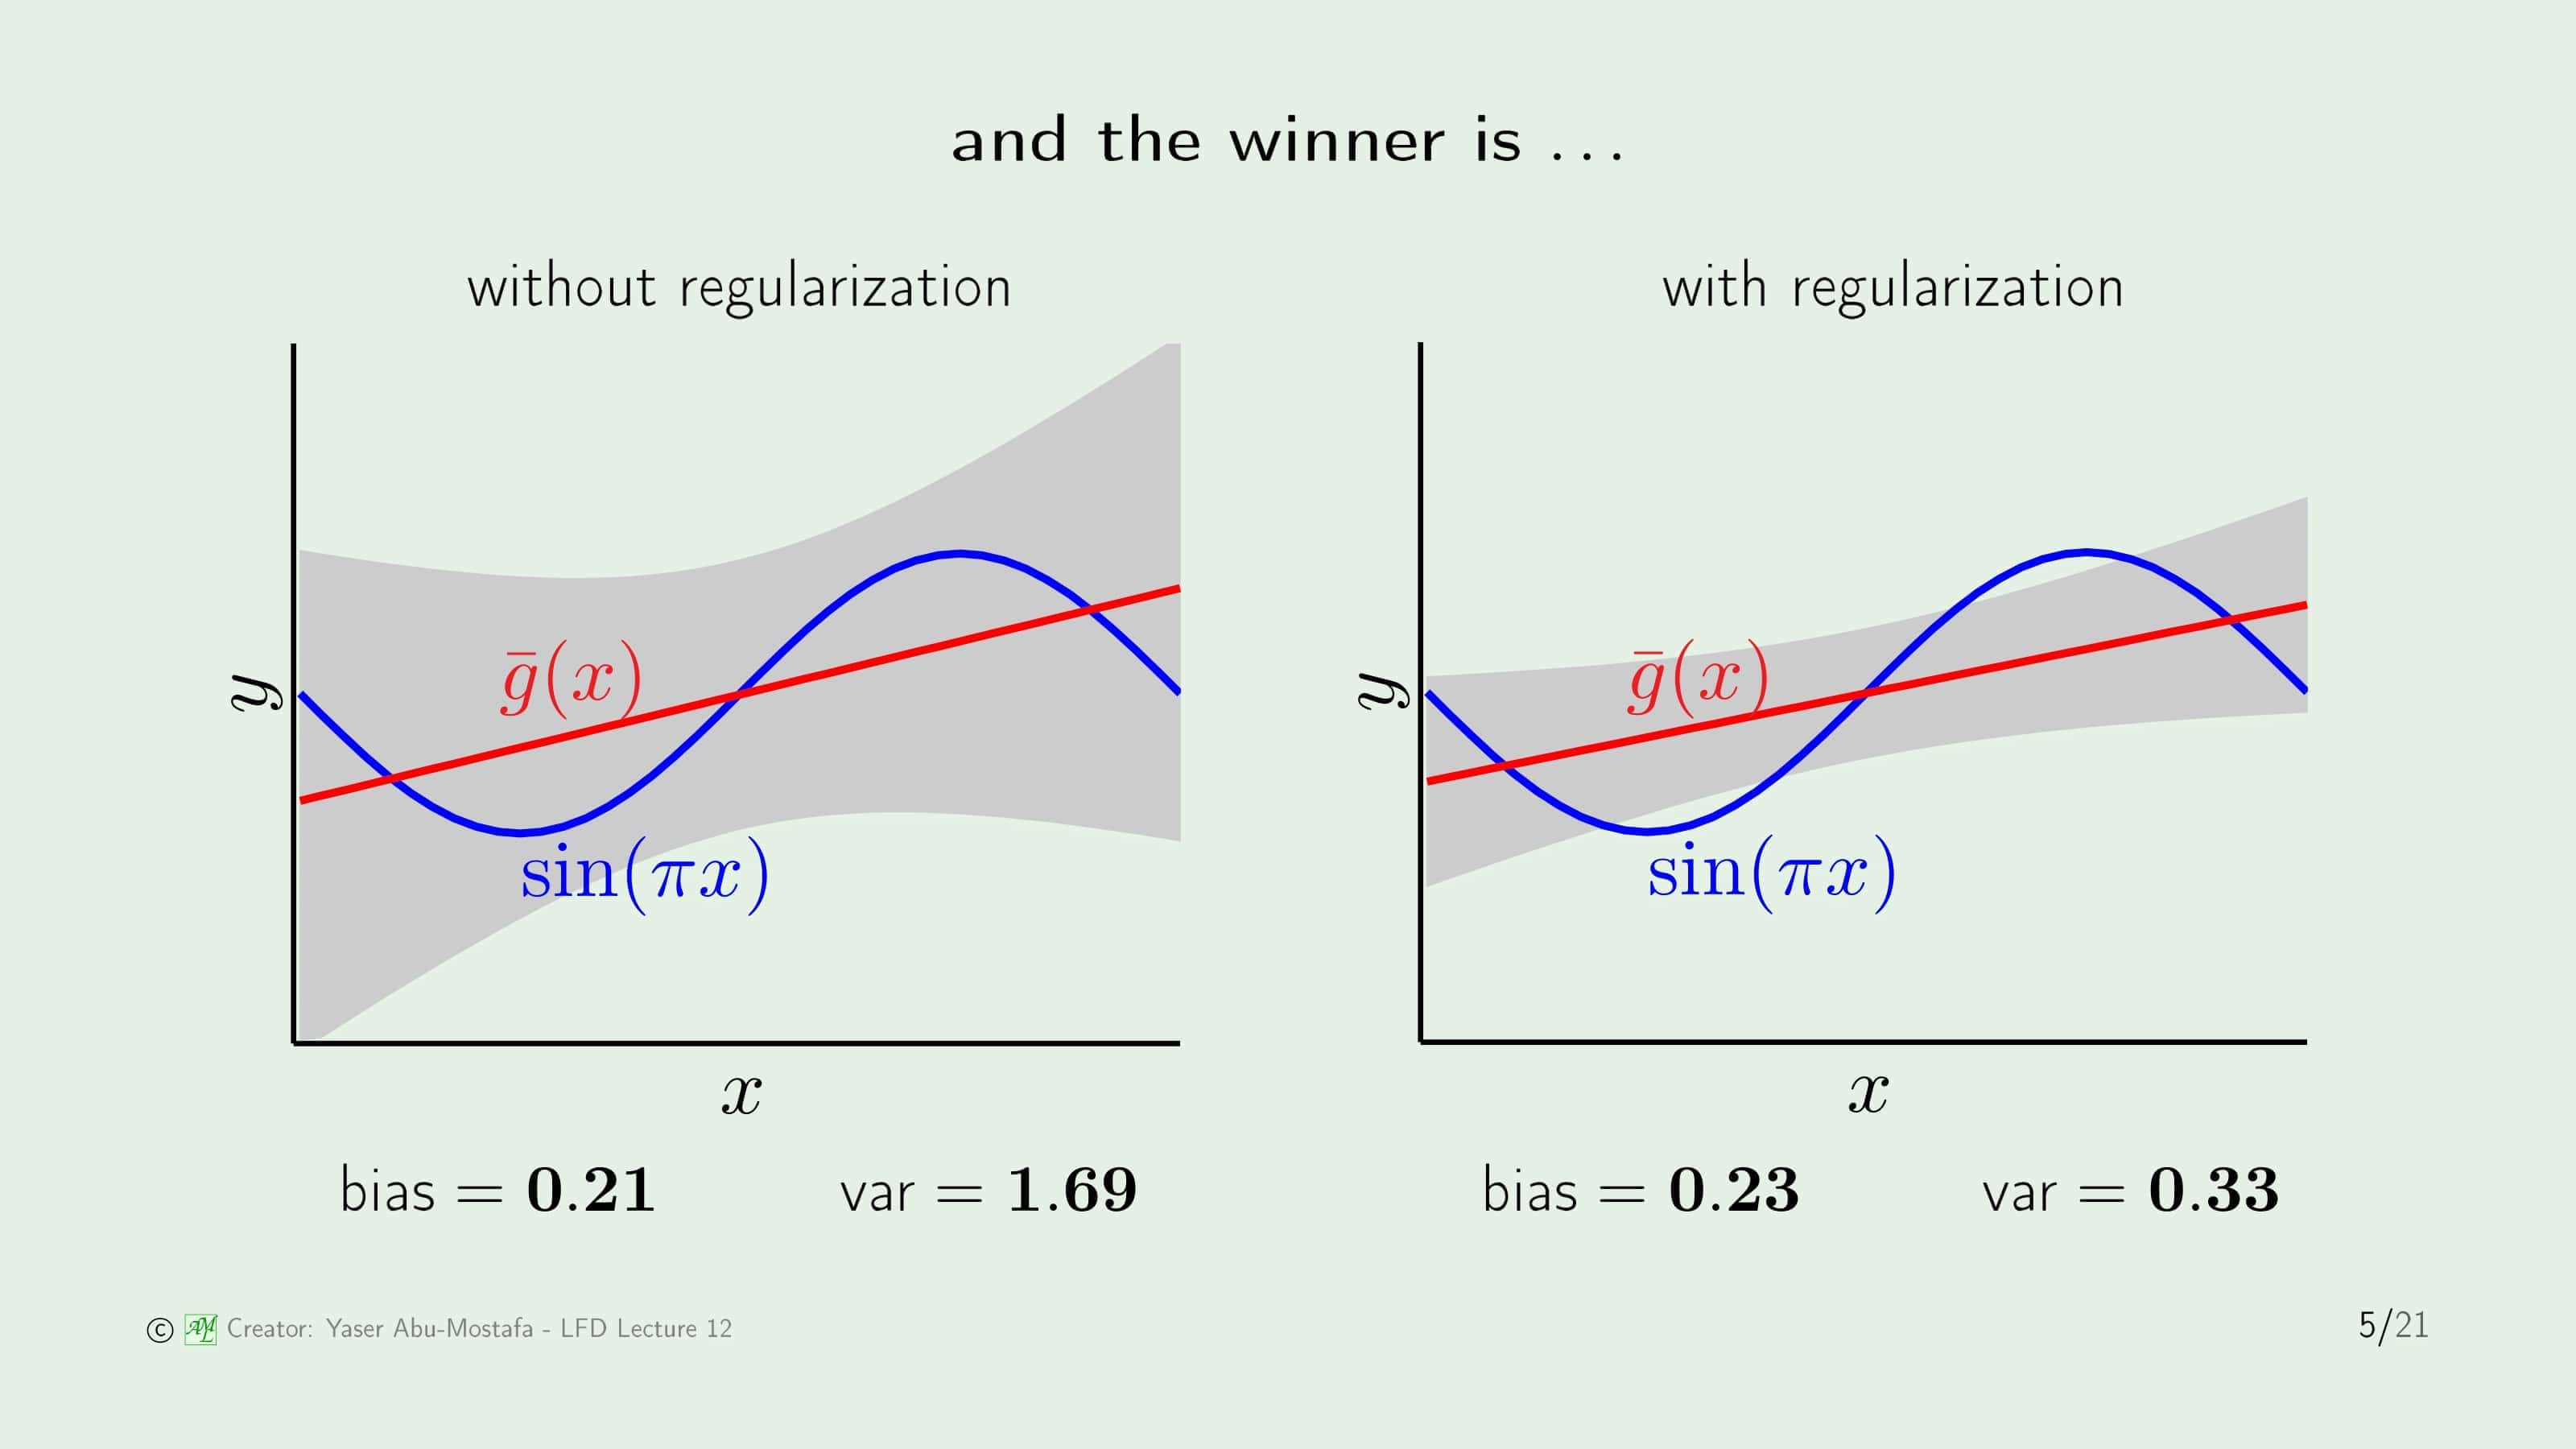 and the winner is . . .
without regularization
with regularization
y
ḡ(x)
sin(πx)
x
y
ḡ(x)
sin(πx)
x
bias = 0.21 var = 1.69
bias = 0.23 var = 0.33
© AML Creator: Yaser Abu-Mostafa - LFD Lecture 12
5/21